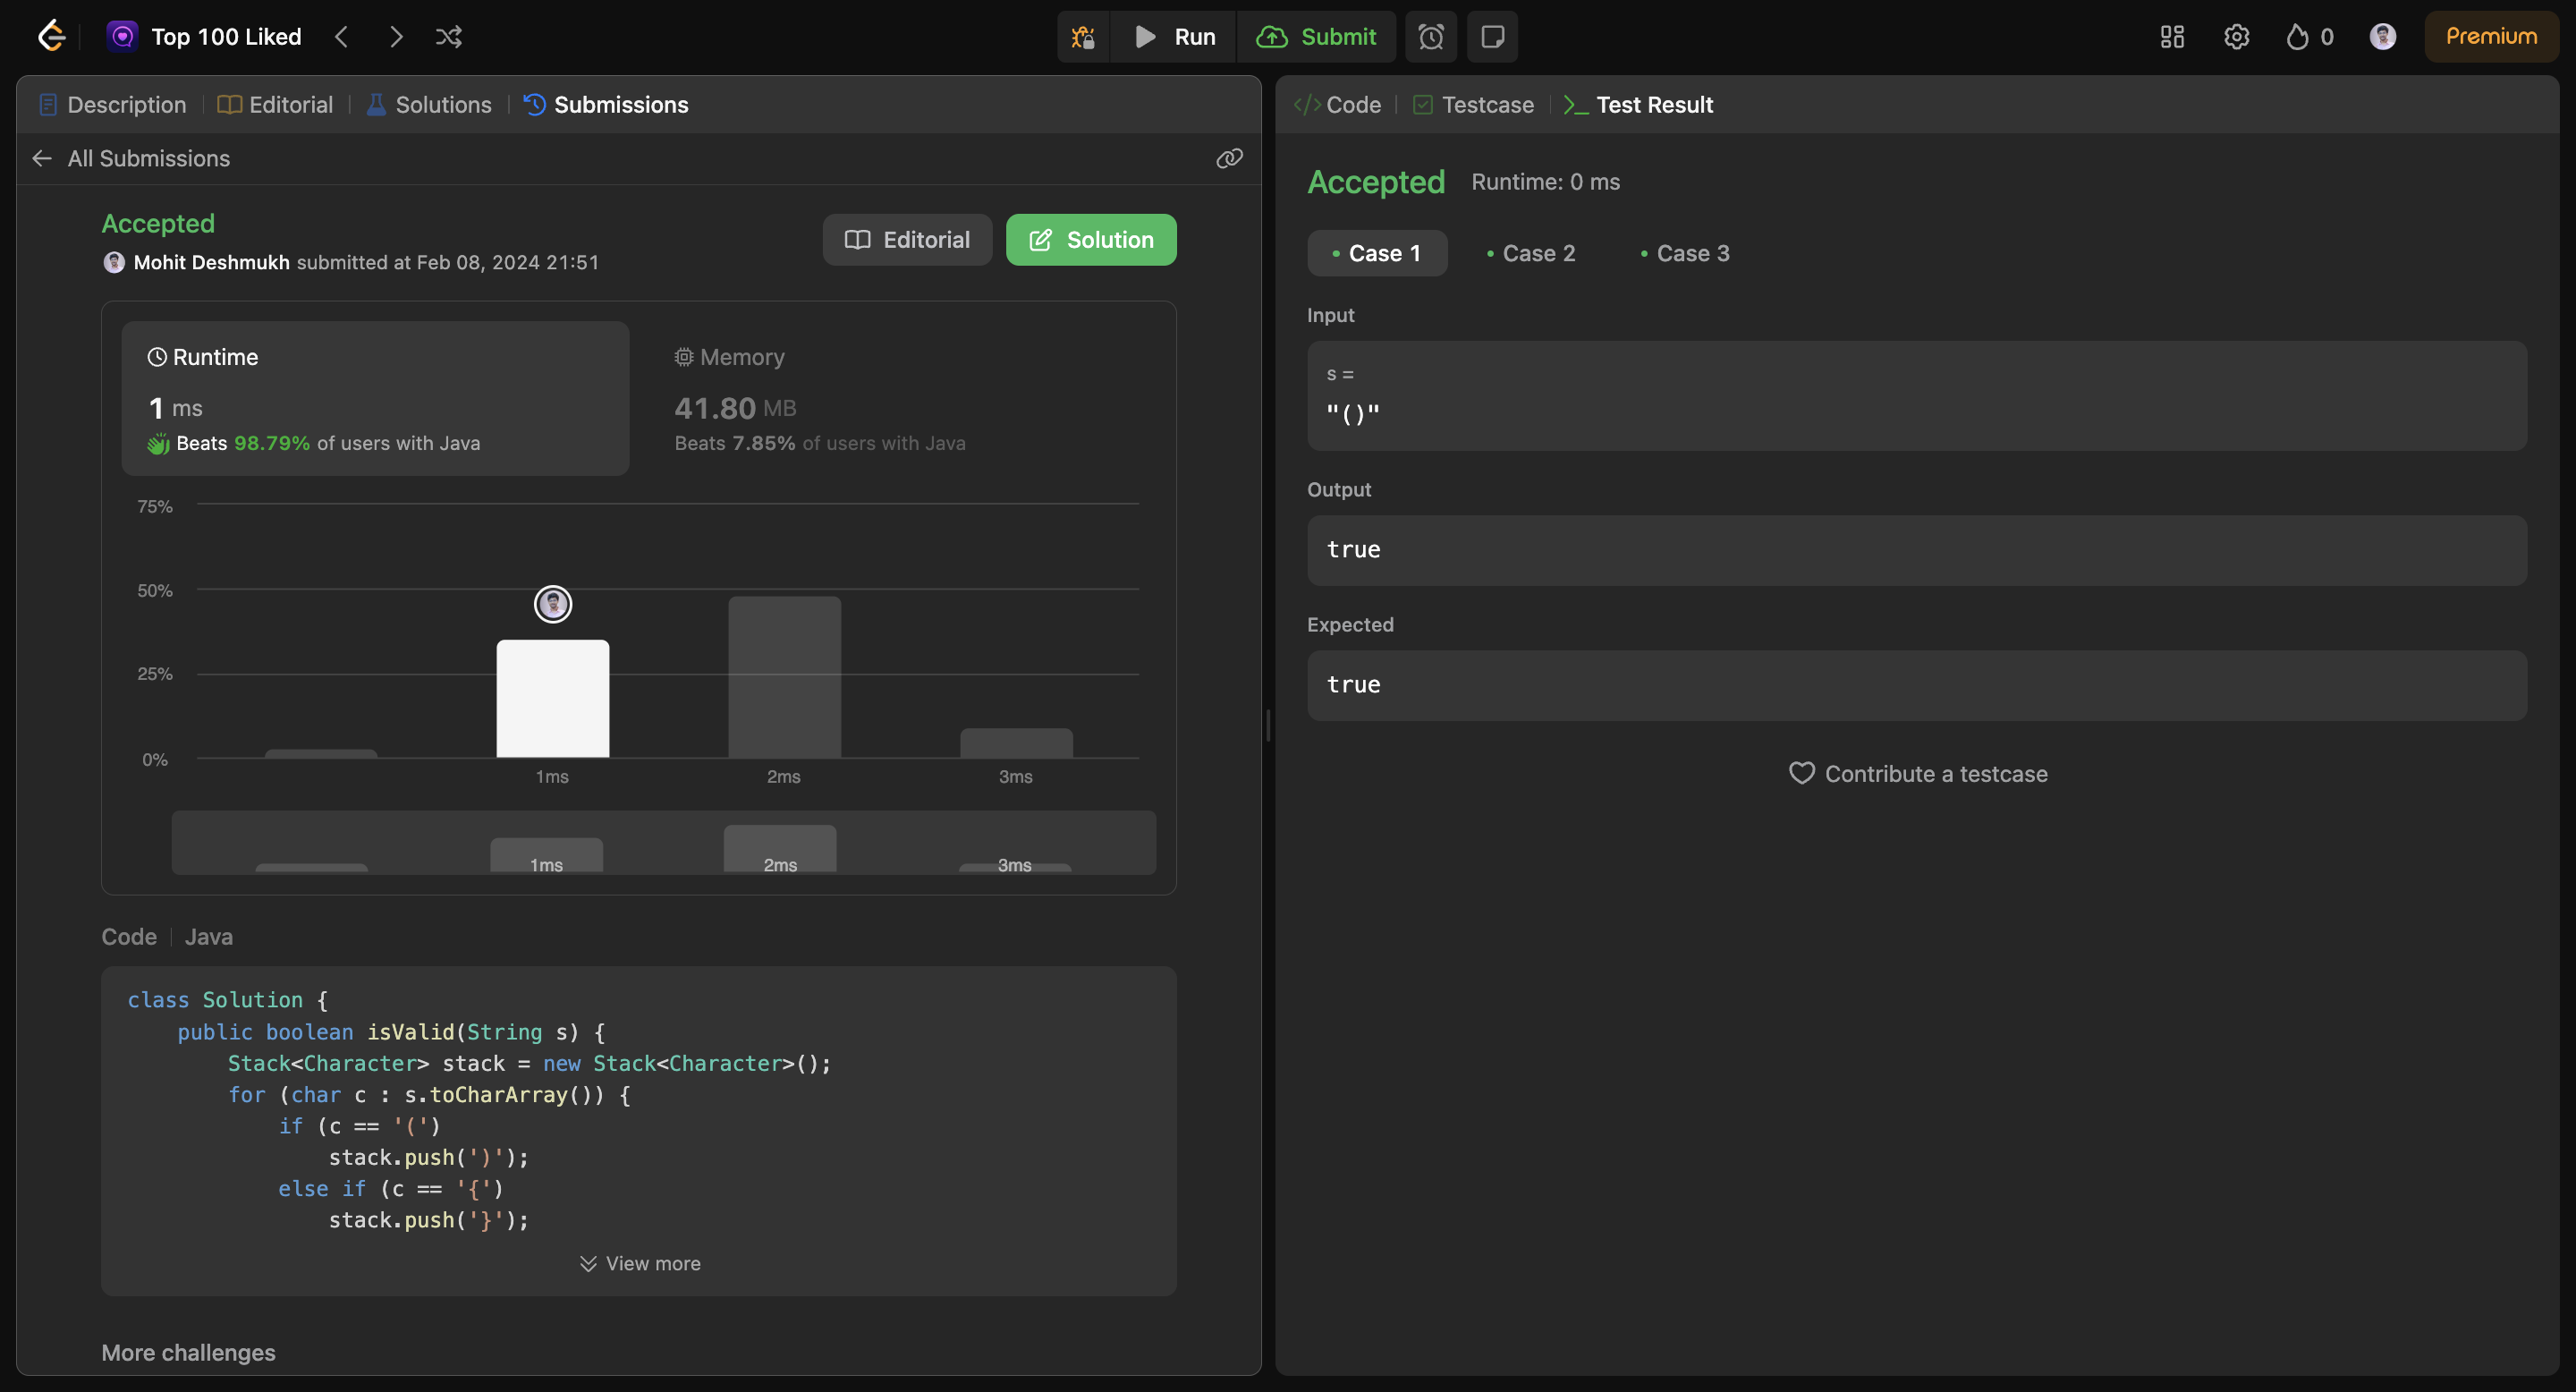 Top 100 Liked
Run
Submit
0
Premium
Description
Editorial
Solutions
Submissions
All Submissions
Accepted
Mohit Deshmukh submitted at Feb 08, 2024 21:51
Editorial
Solution
Runtime
1 ms
Beats 98.79% of users with Java
Memory
41.80 MB
Beats 7.85% of users with Java
75%
50%
25%
0%
1ms 2ms 3ms
1ms 2ms 3ms
Code | Java
class Solution {
    public boolean isValid(String s) {
        Stack<Character> stack = new Stack<Character>();
        for (char c : s.toCharArray()) {
            if (c == '(')
                stack.push(')');
            else if (c == '{')
                stack.push('}');
View more
More challenges
</> Code
Testcase
>_ Test Result
Accepted Runtime: 0 ms
• Case 1 • Case 2 • Case 3
Input
s =
"()"
Output
true
Expected
true
Contribute a testcase